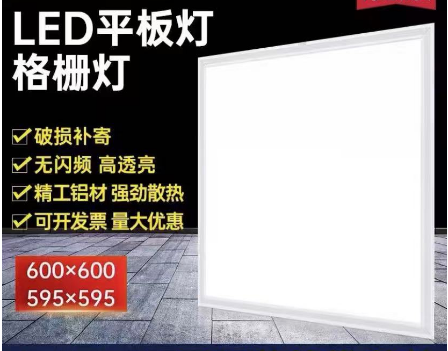 LED平板灯
格栅灯
破损补寄
无闪频 高透亮
精工铝材 强劲散热
可开发票 量大优惠
600×600
595×595